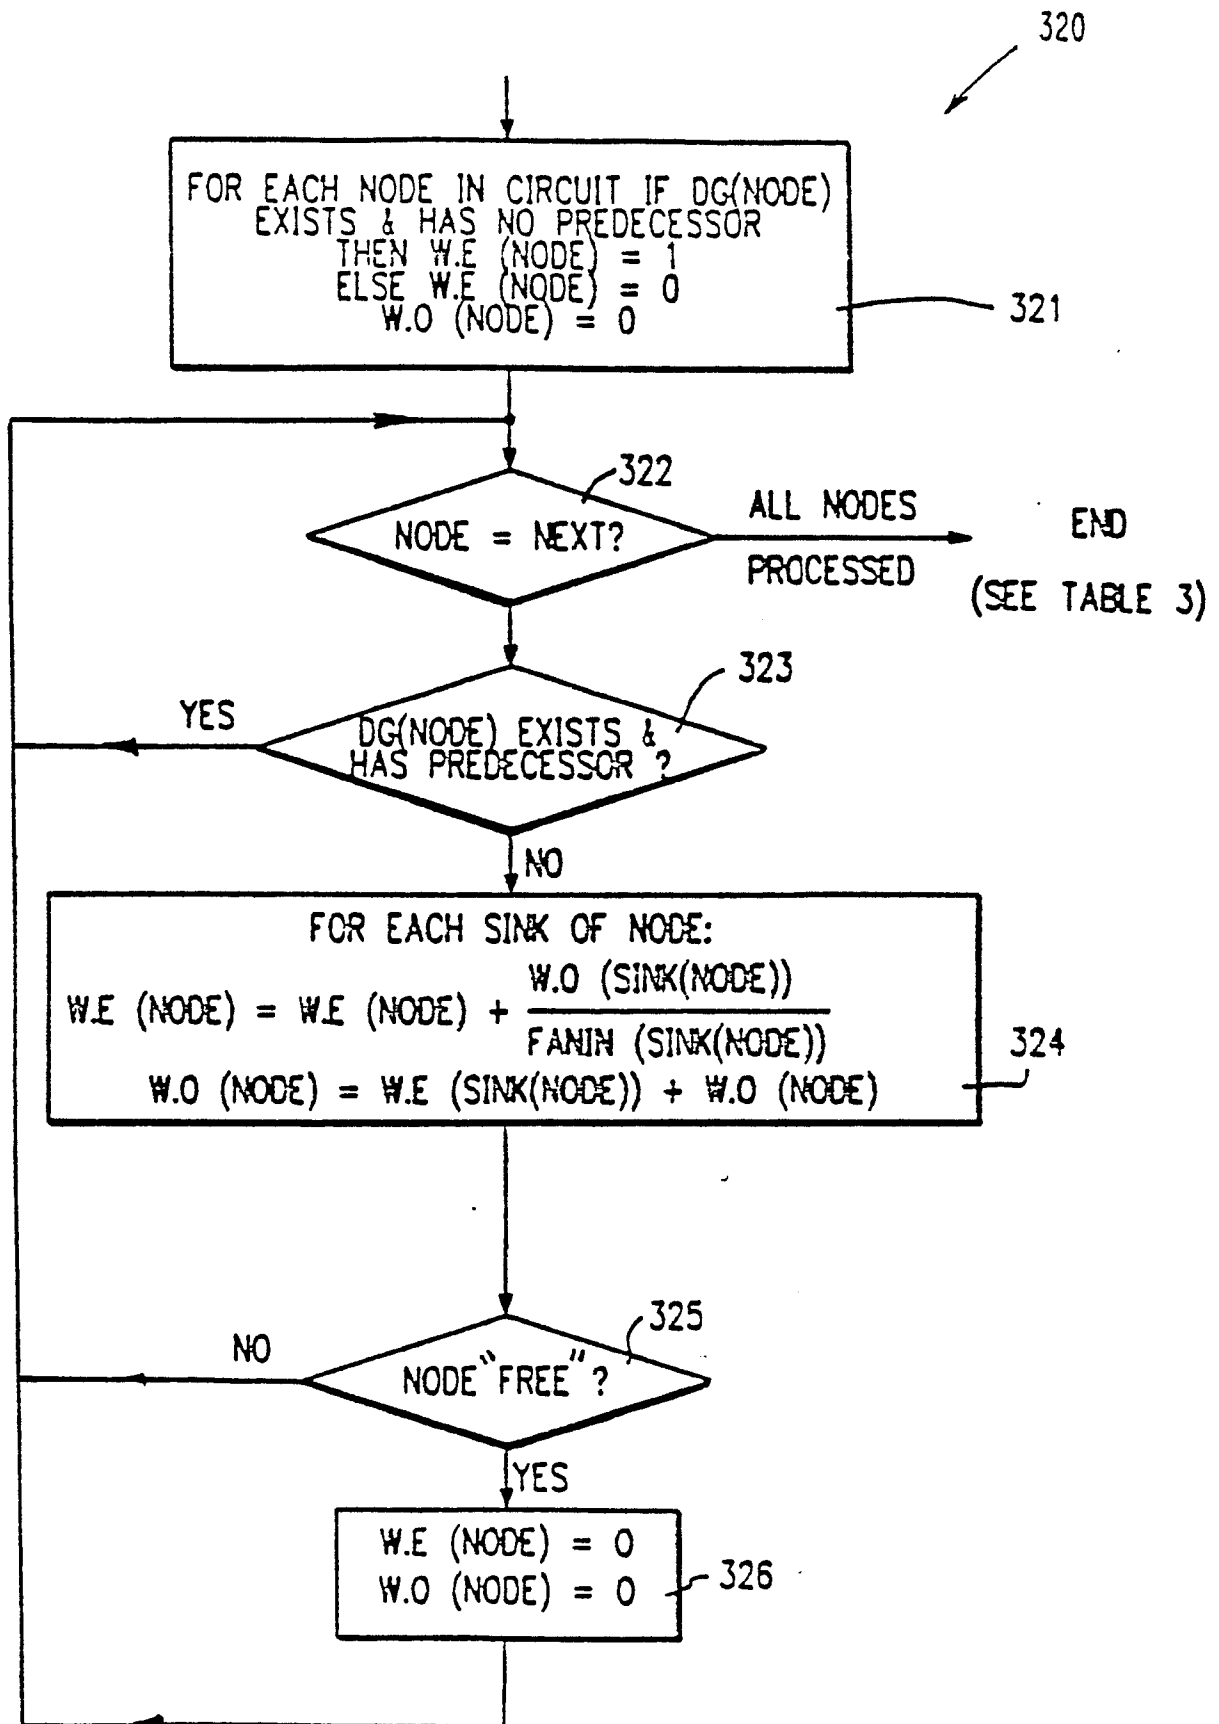 320
FOR EACH NODE IN CIRCUIT IF DG(NODE)
EXISTS & HAS NO PREDECESSOR
THEN W.E (NODE) = 1
ELSE W.E (NODE) = 0
W.O (NODE) = 0
321
322
NODE = NEXT?
ALL NODES
PROCESSED
END
(SEE TABLE 3)
323
YES
DG(NODE) EXISTS &
HAS PREDECESSOR ?
NO
FOR EACH SINK OF NODE:
W.E (NODE) = W.E (NODE) + W.O (SINK(NODE))
FANIN (SINK(NODE))
W.O (NODE) = W.E (SINK(NODE)) + W.O (NODE)
324
325
NO
NODE "FREE" ?
YES
W.E (NODE) = 0
W.O (NODE) = 0
326